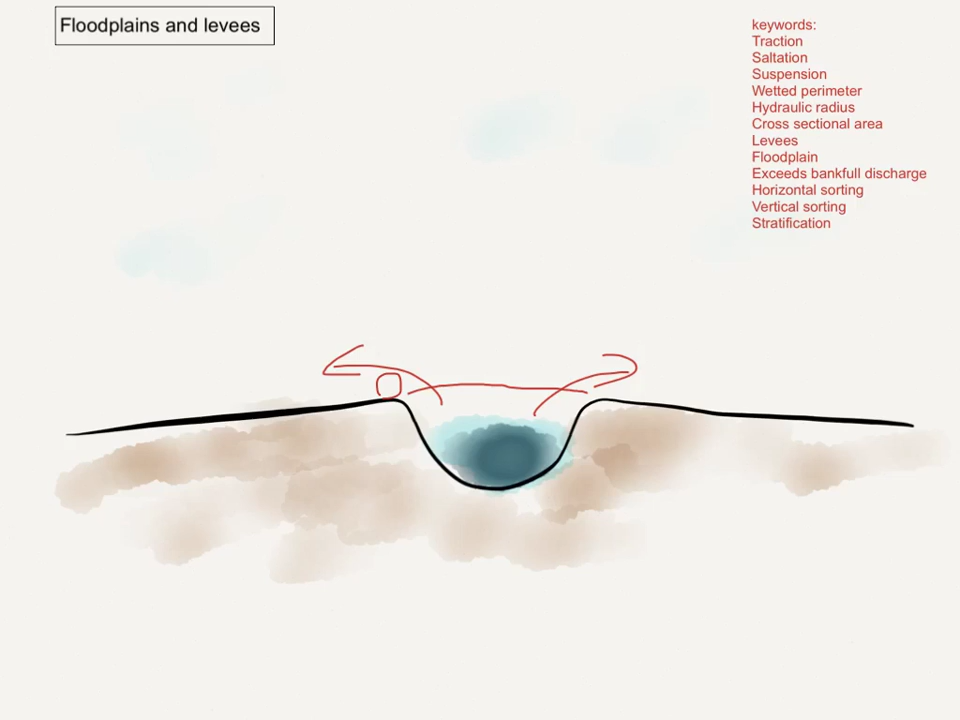 Floodplains and levees
keywords:
Traction
Saltation
Suspension
Wetted perimeter
Hydraulic radius
Cross sectional area
Levees
Floodplain
Exceeds bankfull discharge
Horizontal sorting
Vertical sorting
Stratification